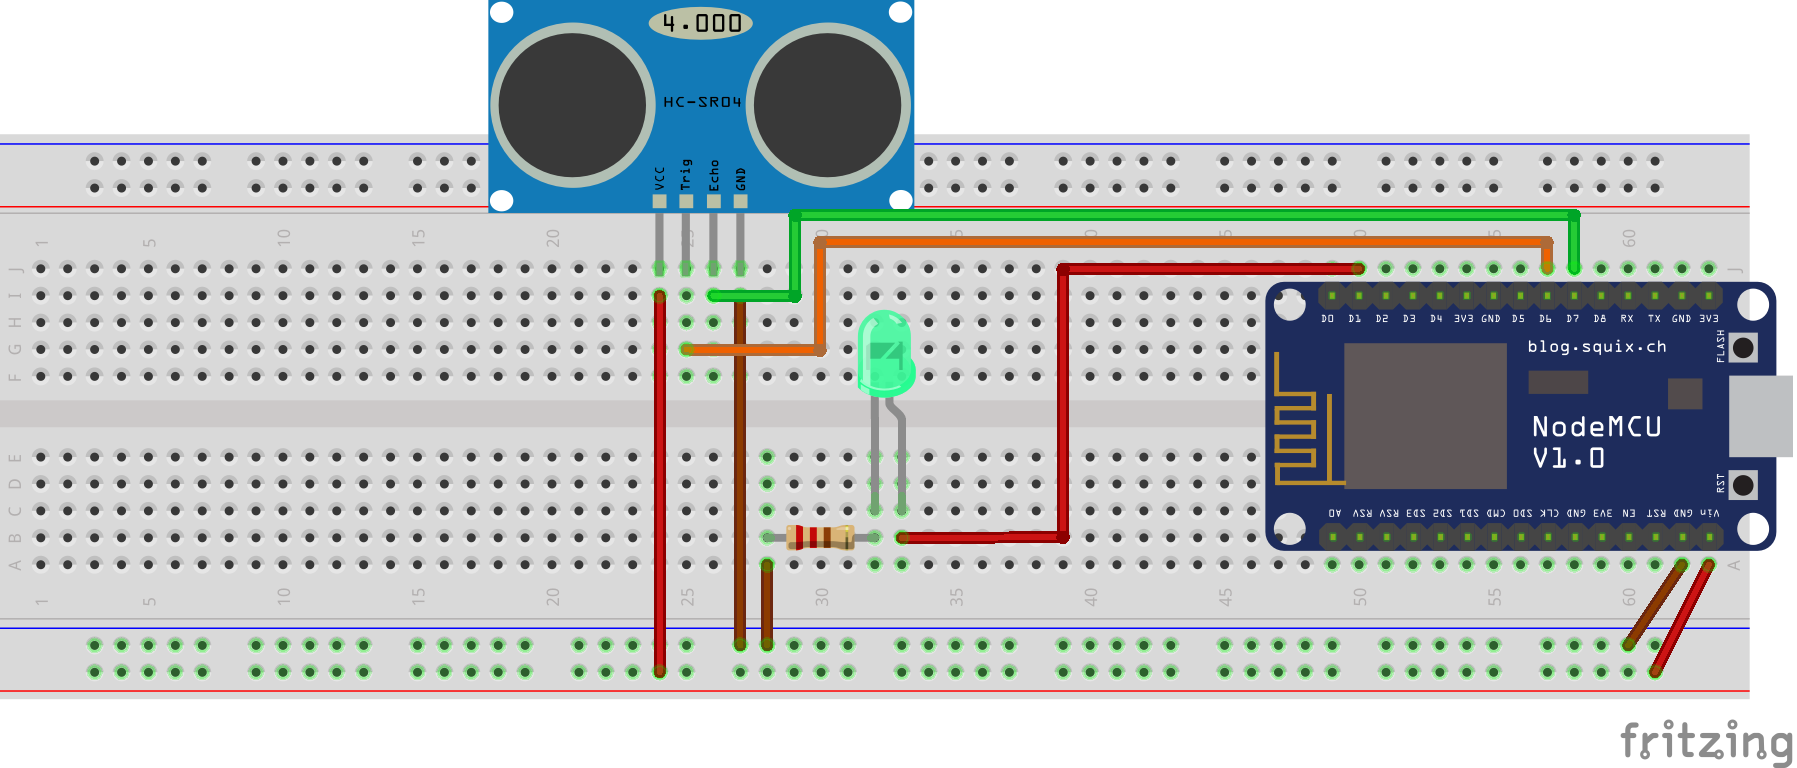 4.000
HC-SR04
VCC Trig Echo GND
1 5 10 15 20 25 30 35 40 45 50 55 60
J J
I
H
G
F
D0 D1 D2 D3 D4 3V3 GND D5 D6 D7 D8 RX TX GND 3V3
blog.squix.ch
FLASH
NodeMCU
V1.0
RST
A0 RSV RSV SD3 SD2 SD1 CMD SD0 CLK GND 3V3 EN RST GND Vin
E
D
C
B
A A
1 5 10 15 20 25 30 35 40 45 50 55 60
fritzing